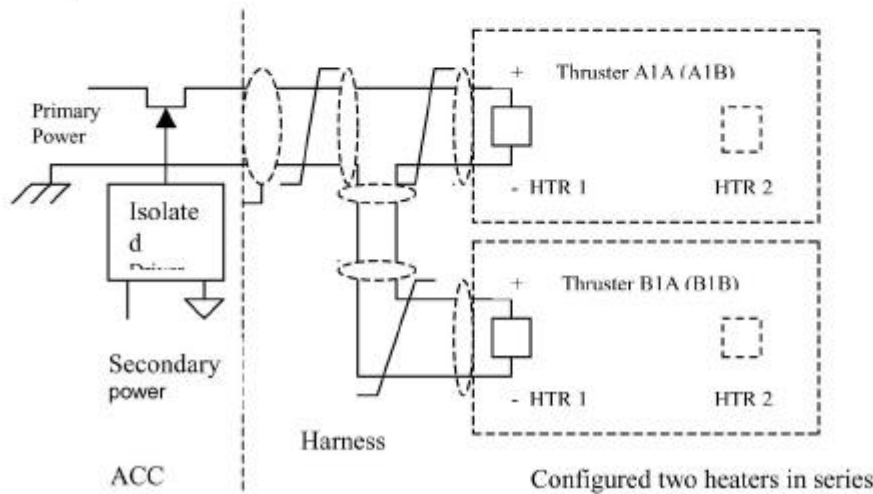 Primary
Power
+ Thruster A1A (A1B)
- HTR 1 HTR 2
Isolate
d
+ Thruster B1A (B1B)
- HTR 1 HTR 2
Secondary
power
Harness
ACC
Configured two heaters in series